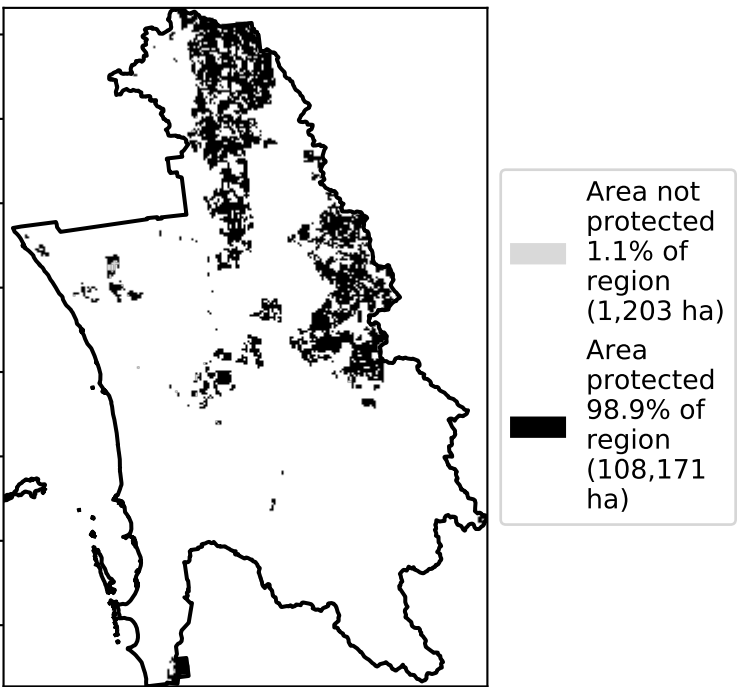 Area not
protected
1.1% of
region
(1,203 ha)
Area
protected
98.9% of
region
(108,171
ha)